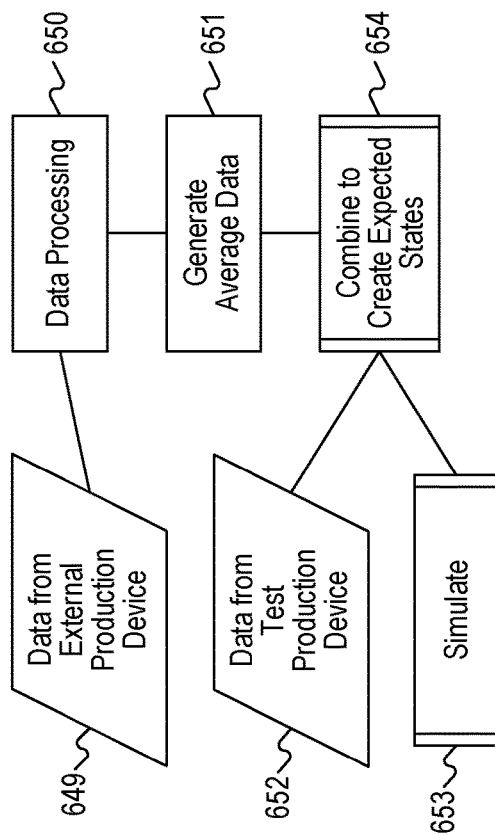 649
Data from
External
Production
Device
Data Processing
650
Generate
Average Data
651
652
Data from
Test
Production
Device
Combine to
Create Expected
States
654
653
Simulate